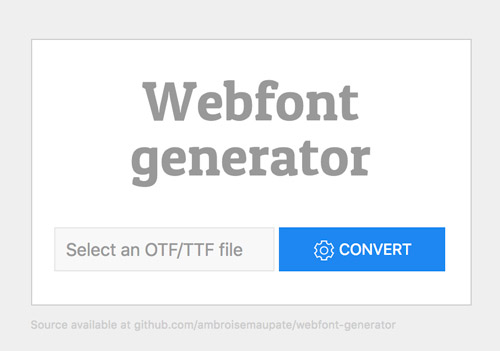 Webfont
generator
Select an OTF/TTF file
CONVERT
Source available at github.com/ambroisemaupate/webfont-generator